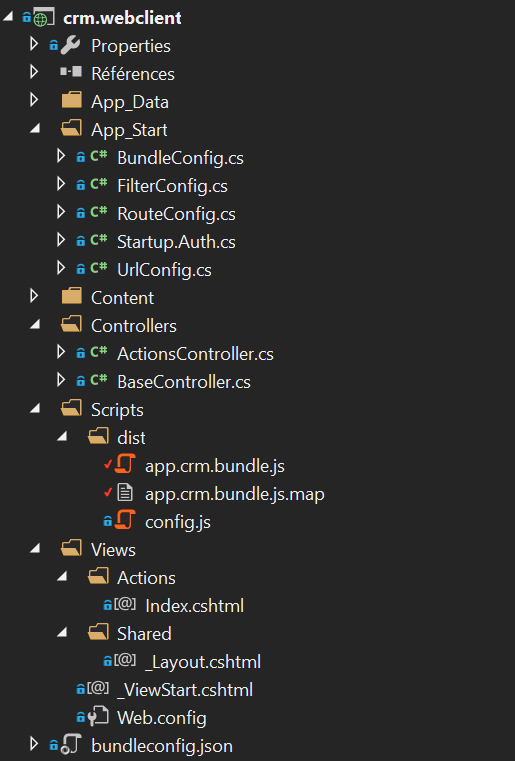 crm.webclient
Properties
Références
App_Data
App_Start
C# BundleConfig.cs
C# FilterConfig.cs
C# RouteConfig.cs
C# Startup.Auth.cs
C# UrlConfig.cs
Content
Controllers
C# ActionsController.cs
C# BaseController.cs
Scripts
dist
app.crm.bundle.js
app.crm.bundle.js.map
config.js
Views
Actions
[@] Index.cshtml
Shared
[@] _Layout.cshtml
[@] _ViewStart.cshtml
Web.config
bundleconfig.json